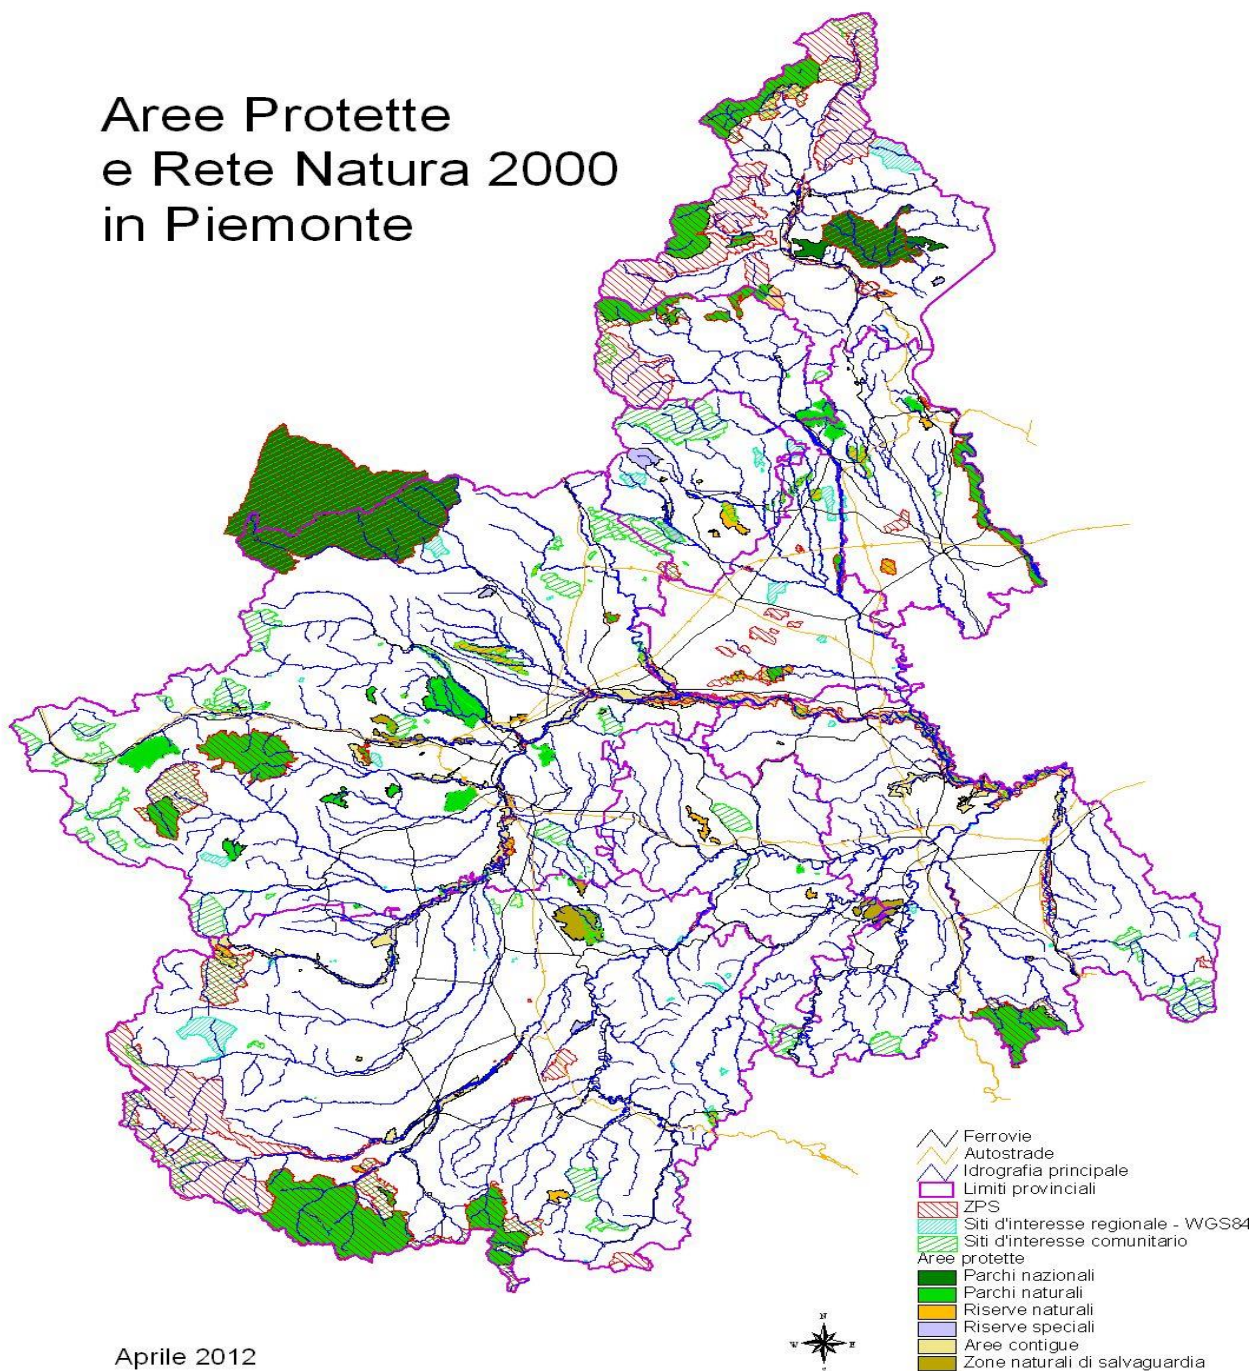 Aree Protette
e Rete Natura 2000
in Piemonte
Ferrovie
Autostrade
Idrografia principale
Limiti provinciali
ZPS
Siti d'interesse regionale - WGS84
Siti d'interesse comunitario
Aree protette
Parchi nazionali
Parchi naturali
Riserve naturali
Riserve speciali
Aree contigue
Zone naturali di salvaguardia
N
W E
S
Aprile 2012